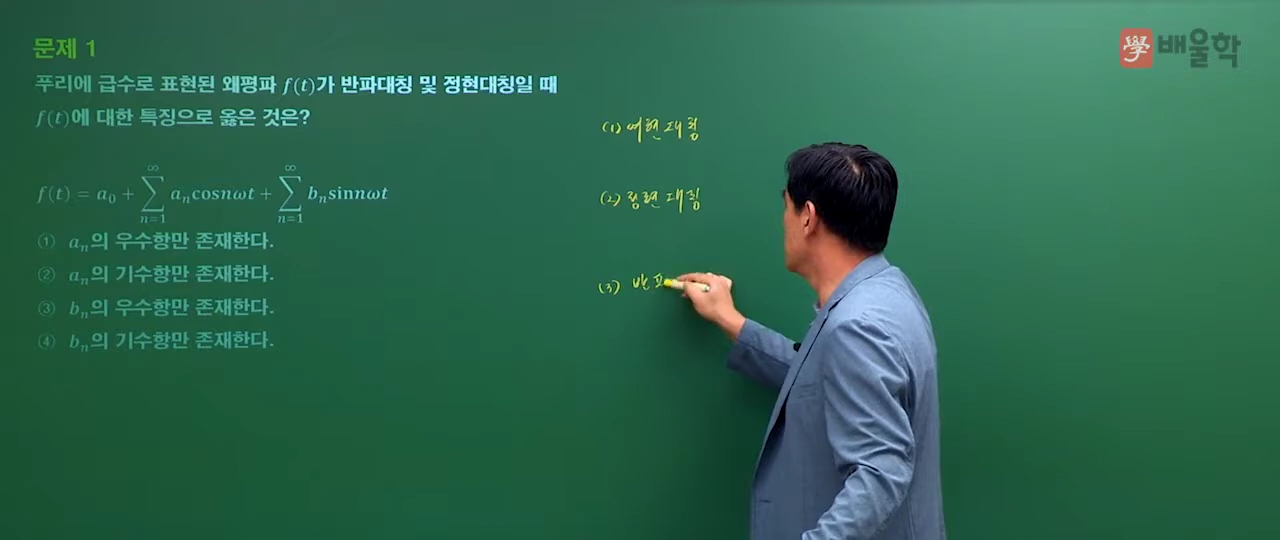 문제 1
學 배울학
푸리에 급수로 표현된 왜평파 f(t)가 반파대칭 및 정현대칭일 때
f(t)에 대한 특징으로 옳은 것은?
f(t) = a₀ + ∑_{n=1}^{∞} aₙcosnωt + ∑_{n=1}^{∞} bₙsinnωt
① aₙ의 우수항만 존재한다.
② aₙ의 기수항만 존재한다.
③ bₙ의 우수항만 존재한다.
④ bₙ의 기수항만 존재한다.
(1) 여현대칭
(2) 정현대칭
(3) 반파